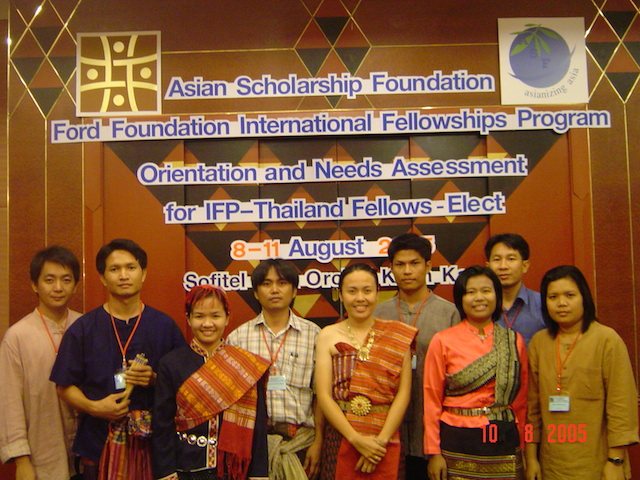 Asian Scholarship Foundation
asianizing asia
Ford Foundation International Fellowships Program
Orientation and Needs Assessment
for IFP-Thailand Fellows-Elect
8-11 August
Sofitel
10 8 2005